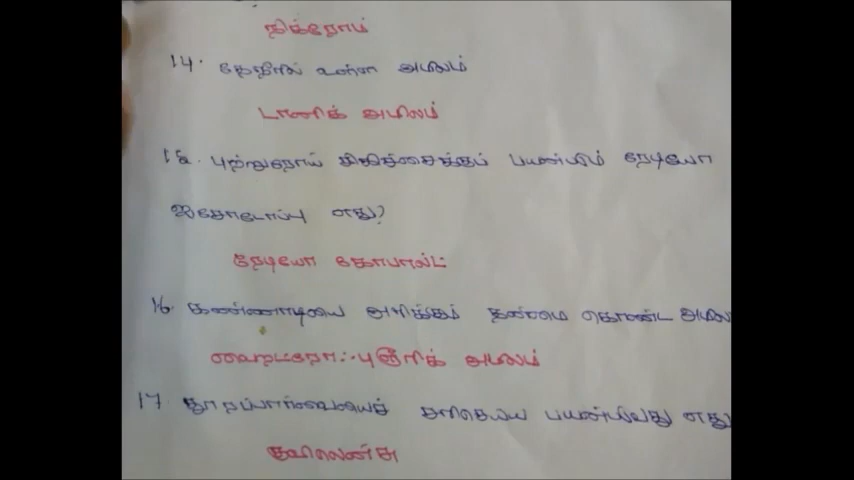 நிக்ரோம்
14. தேநீரில் உள்ள அமிலம்
டானிக் அமிலம்
15. புற்றுநோய் சிகிச்சைக்குப் பயன்படும் ரேடியோ
ஐசோடோப்பு எது?
ரேடியோ கோபால்ட்
16. கண்ணாடியை அரிக்கும் தன்மை கொண்ட அமில
ஹைட்ரோஃபுளூரிக் அமிலம்
17. தூரப்பார்வையைச் சரிசெய்ய பயன்படுவது எது
குவிலென்சு